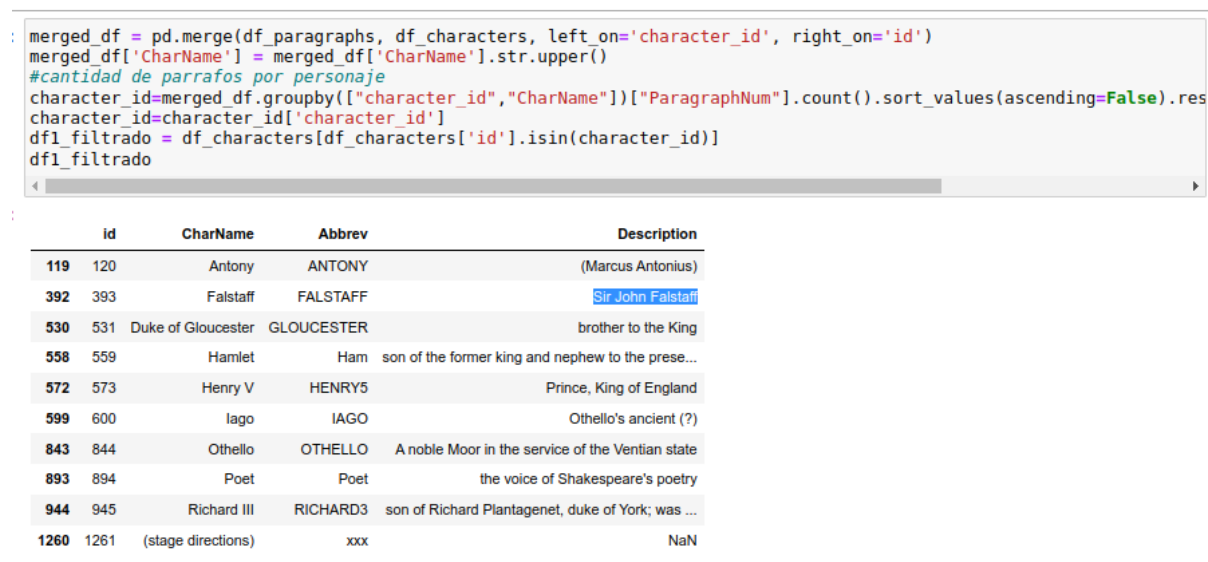 merged_df = pd.merge(df_paragraphs, df_characters, left_on='character_id', right_on='id')
merged_df['CharName'] = merged_df['CharName'].str.upper()
#cantidad de parrafos por personaje
character_id=merged_df.groupby(["character_id","CharName"])["ParagraphNum"].count().sort_values(ascending=False).res
character_id=character_id['character_id']
df1_filtrado = df_characters[df_characters['id'].isin(character_id)]
df1_filtrado
id CharName Abbrev Description
119 120 Antony ANTONY (Marcus Antonius)
392 393 Falstaff FALSTAFF Sir John Falstaff
530 531 Duke of Gloucester GLOUCESTER brother to the King
558 559 Hamlet Ham son of the former king and nephew to the prese...
572 573 Henry V HENRY5 Prince, King of England
599 600 Iago IAGO Othello's ancient (?)
843 844 Othello OTHELLO A noble Moor in the service of the Ventian state
893 894 Poet Poet the voice of Shakespeare's poetry
944 945 Richard III RICHARD3 son of Richard Plantagenet, duke of York; was ...
1260 1261 (stage directions) xxx NaN